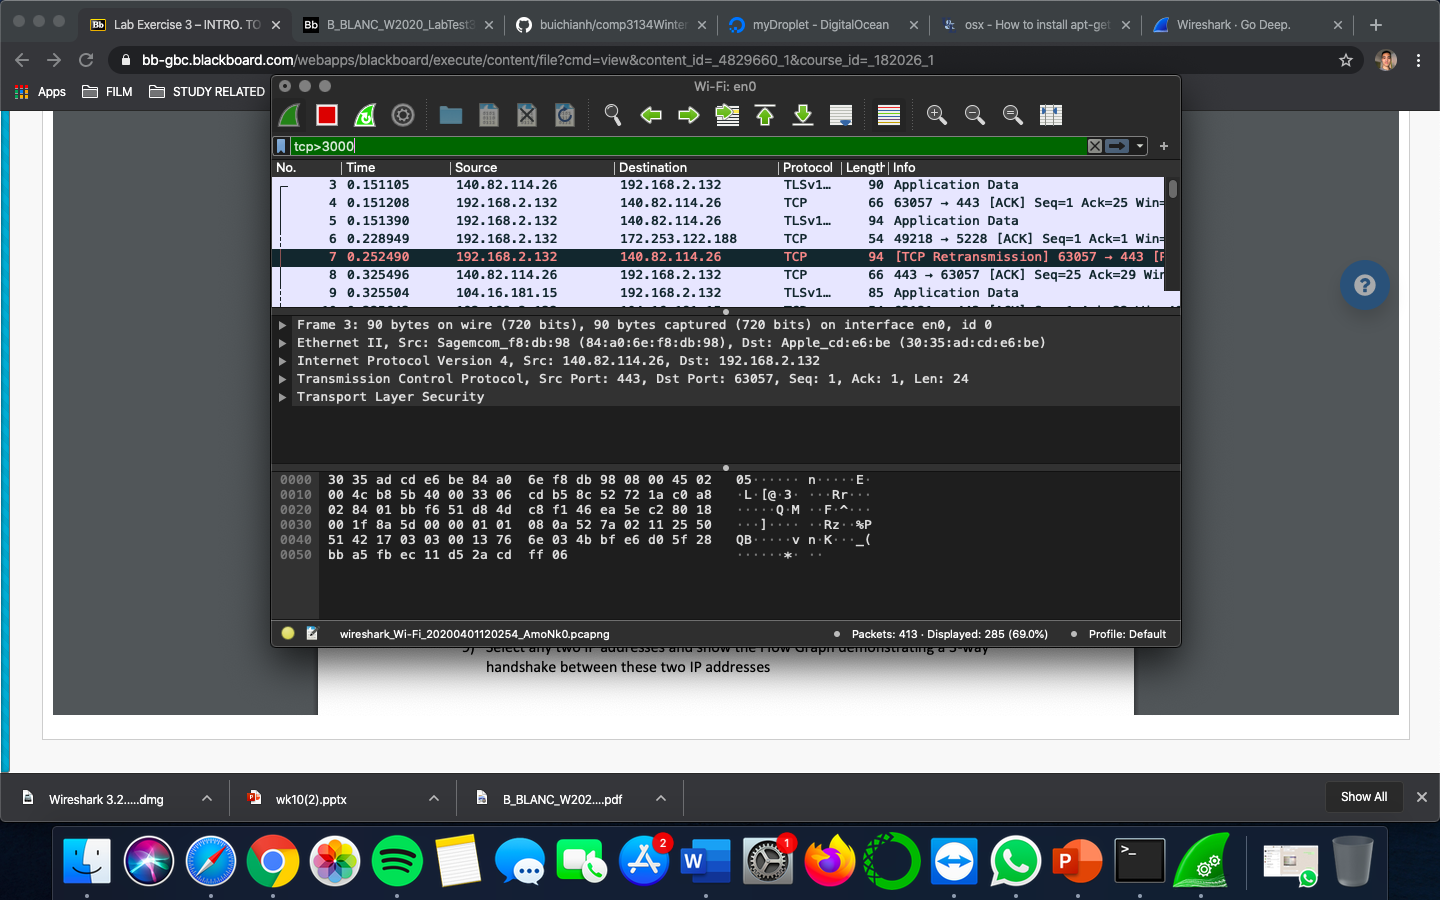 Lab Exercise 3 – INTRO. TO
B_BLANC_W2020_LabTest3
buichianh/comp3134Winter
myDroplet - DigitalOcean
osx - How to install apt-get
Wireshark · Go Deep.
bb-gbc.blackboard.com/webapps/blackboard/execute/content/file?cmd=view&content_id=_4829660_1&course_id=_182026_1
Apps FILM STUDY RELATED
Wi-Fi: en0
tcp>3000
No. Time Source Destination Protocol Length Info
3 0.151105 140.82.114.26 192.168.2.132 TLSv1… 90 Application Data
4 0.151208 192.168.2.132 140.82.114.26 TCP 66 63057 → 443 [ACK] Seq=1 Ack=25 Win=
5 0.151390 192.168.2.132 140.82.114.26 TLSv1… 94 Application Data
6 0.228949 192.168.2.132 172.253.122.188 TCP 54 49218 → 5228 [ACK] Seq=1 Ack=1 Win=
7 0.252490 192.168.2.132 140.82.114.26 TCP 94 [TCP Retransmission] 63057 → 443 [P
8 0.325496 140.82.114.26 192.168.2.132 TCP 66 443 → 63057 [ACK] Seq=25 Ack=29 Win
9 0.325504 104.16.181.15 192.168.2.132 TLSv1… 85 Application Data
Frame 3: 90 bytes on wire (720 bits), 90 bytes captured (720 bits) on interface en0, id 0
Ethernet II, Src: Sagemcom_f8:db:98 (84:a0:6e:f8:db:98), Dst: Apple_cd:e6:be (30:35:ad:cd:e6:be)
Internet Protocol Version 4, Src: 140.82.114.26, Dst: 192.168.2.132
Transmission Control Protocol, Src Port: 443, Dst Port: 63057, Seq: 1, Ack: 1, Len: 24
Transport Layer Security
0000 30 35 ad cd e6 be 84 a0 6e f8 db 98 08 00 45 02 05······ n·····E·
0010 00 4c b8 5b 40 00 33 06 cd b5 8c 52 72 1a c0 a8 ·L·[@·3· ···Rr···
0020 02 84 01 bb f6 51 d8 4d c8 f1 46 ea 5e c2 80 18 ·····Q·M ··F·^···
0030 00 1f 8a 5d 00 00 01 01 08 0a 52 7a 02 11 25 50 ···]···· ··Rz··%P
0040 51 42 17 03 03 00 13 76 6e 03 4b bf e6 d0 5f 28 QB·····v n·K···_(
0050 bb a5 fb ec 11 d5 2a cd ff 06 ······*· ··
wireshark_Wi-Fi_20200401120254_AmoNk0.pcapng
Packets: 413 · Displayed: 285 (69.0%)
Profile: Default
9) Select any two IP addresses and show the Flow Graph demonstrating a 3-way
handshake between these two IP addresses
Wireshark 3.2.....dmg
wk10(2).pptx
B_BLANC_W202....pdf
Show All
2
1